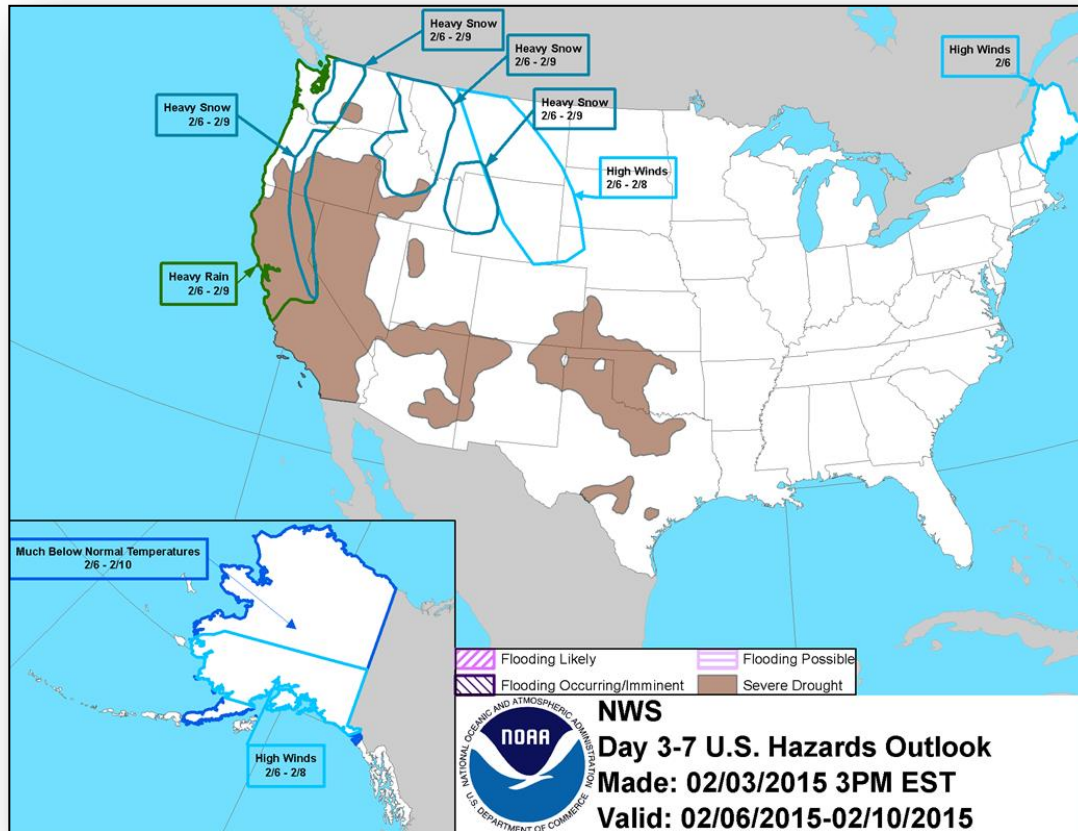 Heavy Snow
2/6 - 2/9
Heavy Snow
2/6 - 2/9
High Winds
2/6
Heavy Snow
2/6 - 2/9
Heavy Snow
2/6 - 2/9
High Winds
2/6 - 2/8
Heavy Rain
2/6 - 2/9
Much Below Normal Temperatures
2/6 - 2/10
High Winds
2/6 - 2/8
Flooding Likely
Flooding Possible
Flooding Occurring/Imminent
Severe Drought
NATIONAL OCEANIC AND ATMOSPHERIC ADMINISTRATION
NOAA
U.S. DEPARTMENT OF COMMERCE
NWS
Day 3-7 U.S. Hazards Outlook
Made: 02/03/2015 3PM EST
Valid: 02/06/2015-02/10/2015